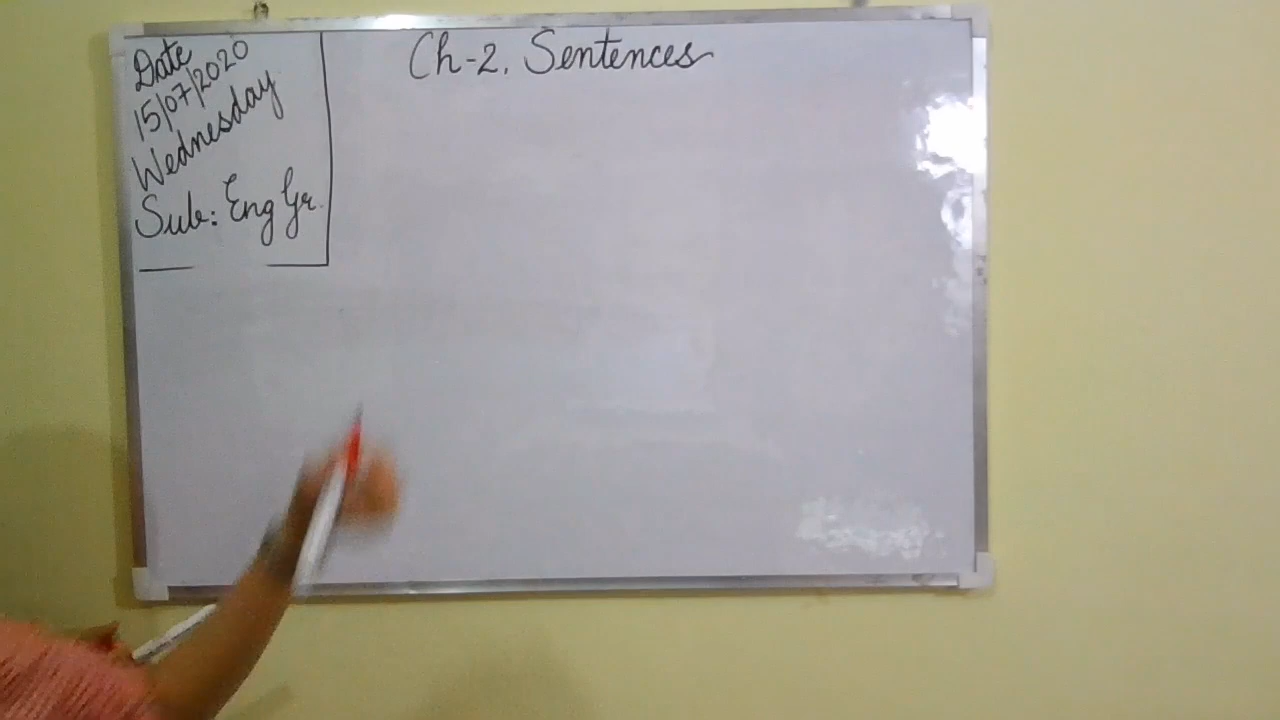 Date
15/07/2020
Wednesday
Sub: Eng Gr.
Ch-2. Sentences